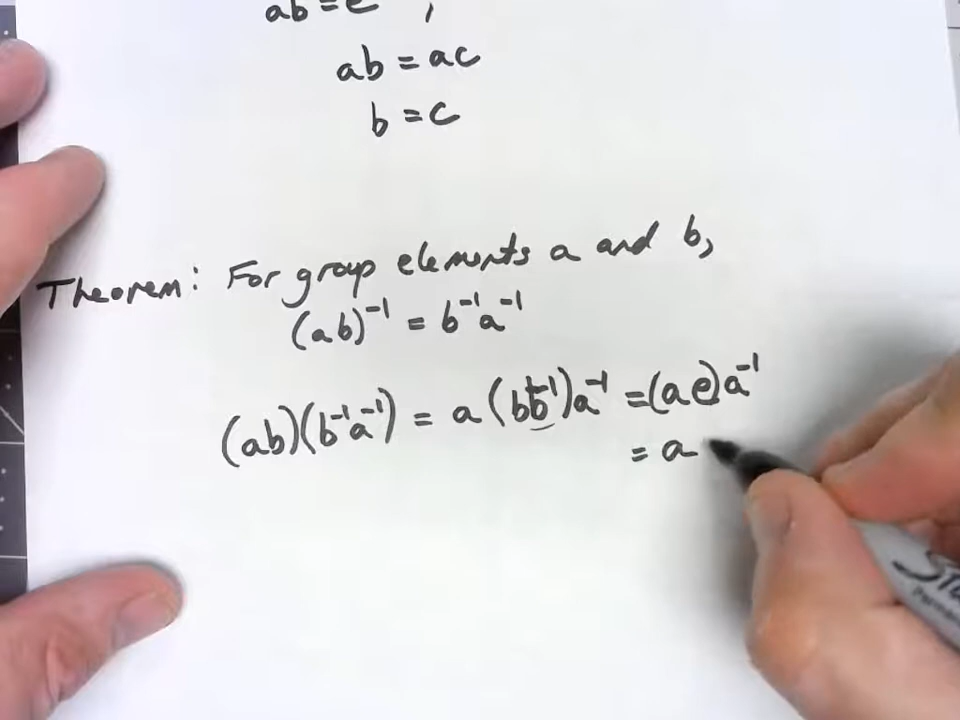 ab = e ,
ab = ac
b = c
Theorem: For group elements a and b,
(ab)⁻¹ = b⁻¹a⁻¹
(ab)(b⁻¹a⁻¹) = a(bb⁻¹)a⁻¹ = (ae)a⁻¹
= a